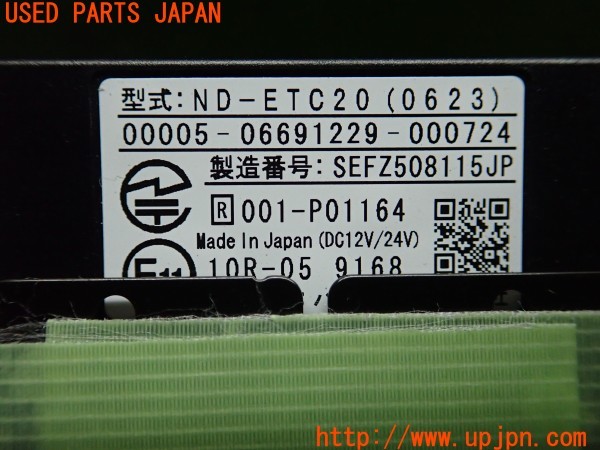 USED PARTS JAPAN
型式:ND-ETC20(0623)
00005-06691229-000724
製造番号:SEFZ508115JP
R 001-P01164
Made In Japan (DC12V/24V)
E11 10R-05 9168
UPJ
http://www.upjpn.com/